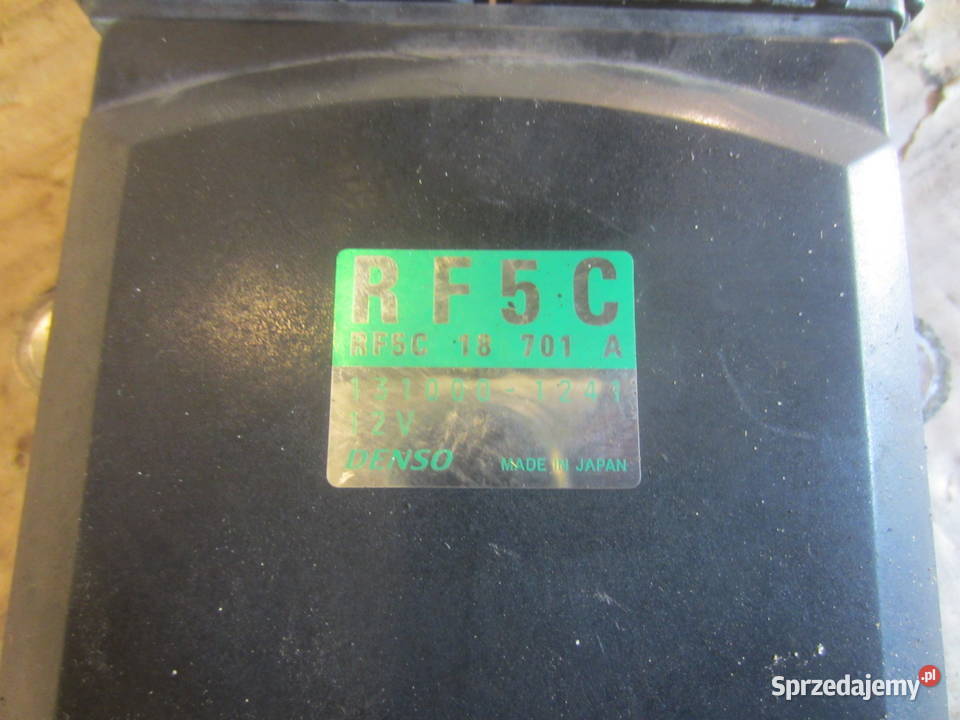 RF5C
RF5C 18 701 A
131000-1241
12V
DENSO MADE IN JAPAN
Sprzedajemy.pl